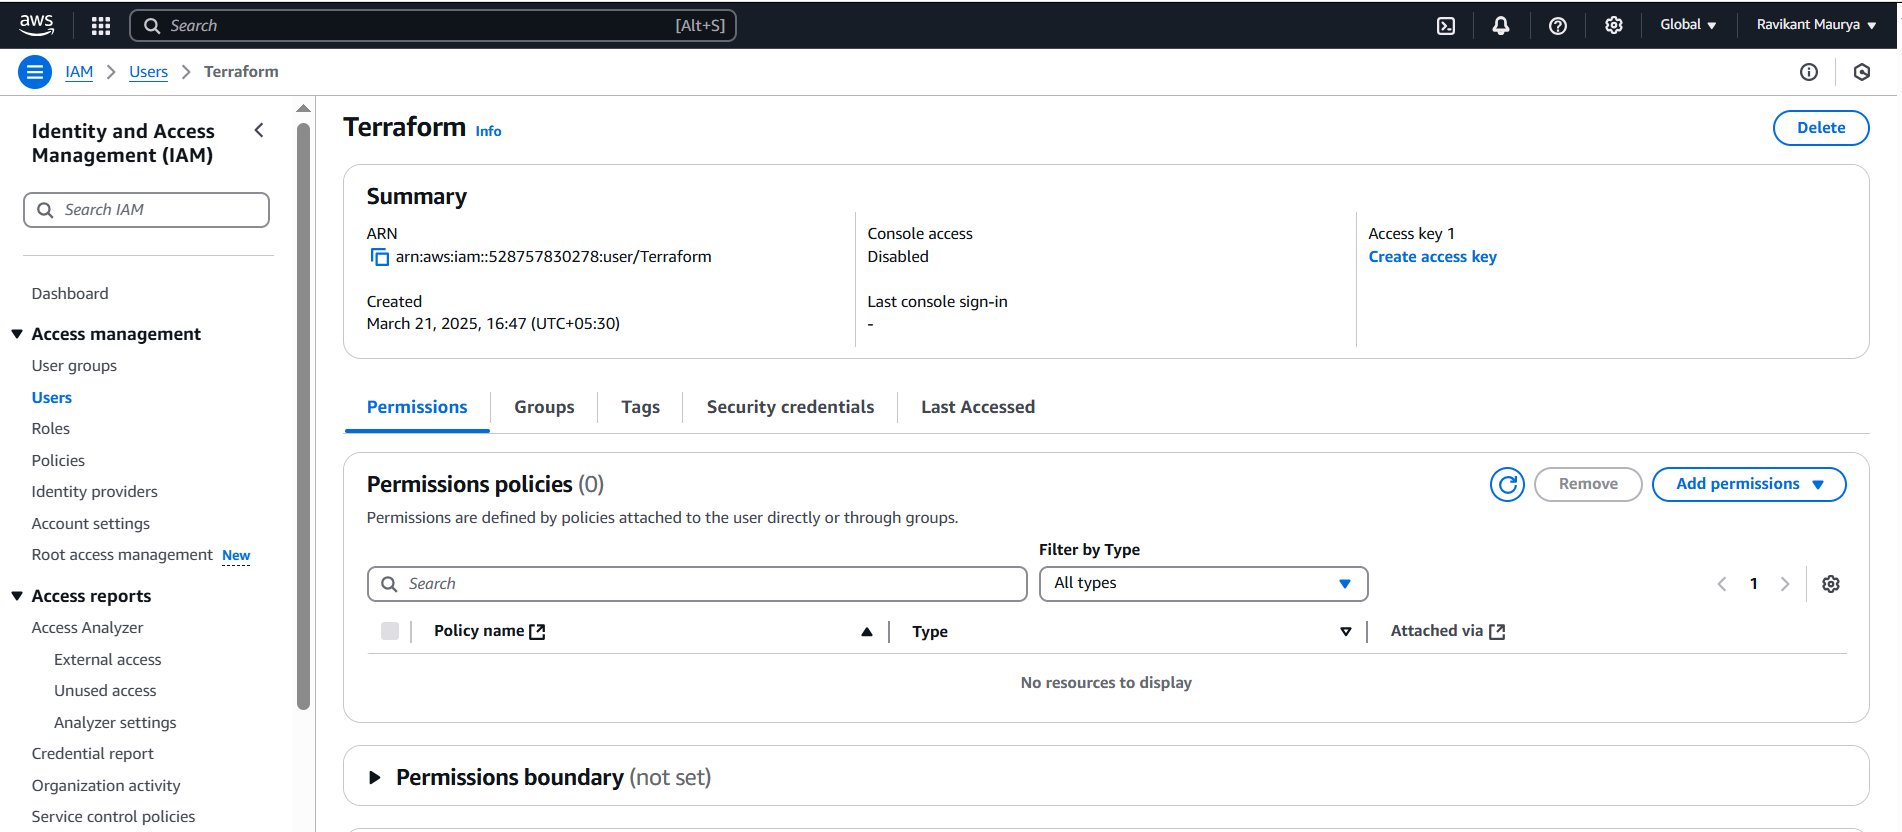 aws
Search [Alt+S]
Global
Ravikant Maurya
IAM
Users
Terraform
Identity and Access
Management (IAM)
Search IAM
Dashboard
Access management
User groups
Users
Roles
Policies
Identity providers
Account settings
Root access management New
Access reports
Access Analyzer
External access
Unused access
Analyzer settings
Credential report
Organization activity
Service control policies
Terraform Info
Delete
Summary
ARN
arn:aws:iam::528757830278:user/Terraform
Created
March 21, 2025, 16:47 (UTC+05:30)
Console access
Disabled
Last console sign-in
-
Access key 1
Create access key
Permissions
Groups
Tags
Security credentials
Last Accessed
Permissions policies (0)
Remove
Add permissions
Permissions are defined by policies attached to the user directly or through groups.
Filter by Type
Search
All types
1
Policy name
Type
Attached via
No resources to display
Permissions boundary (not set)